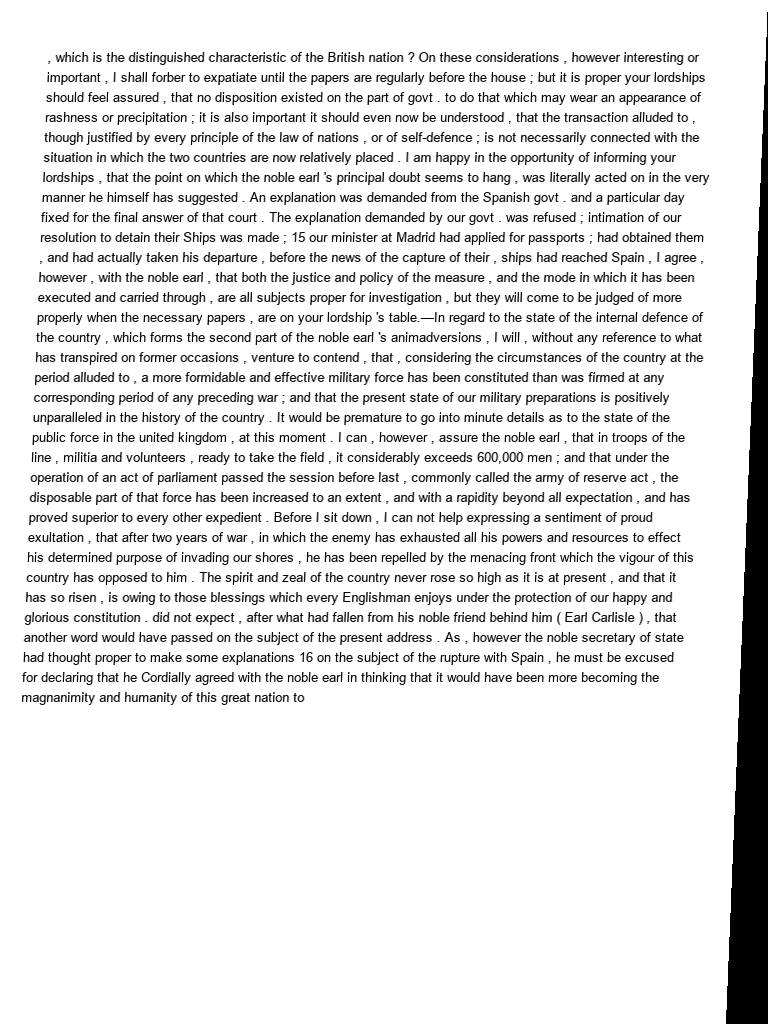 , which is the distinguished characteristic of the British nation ? On these considerations , however interesting or
important , I shall forber to expatiate until the papers are regularly before the house ; but it is proper your lordships
should feel assured , that no disposition existed on the part of govt . to do that which may wear an appearance of
rashness or precipitation ; it is also important it should even now be understood , that the transaction alluded to ,
though justified by every principle of the law of nations , or of self-defence ; is not necessarily connected with the
situation in which the two countries are now relatively placed . I am happy in the opportunity of informing your
lordships , that the point on which the noble earl 's principal doubt seems to hang , was literally acted on in the very
manner he himself has suggested . An explanation was demanded from the Spanish govt . and a particular day
fixed for the final answer of that court . The explanation demanded by our govt . was refused ; intimation of our
resolution to detain their Ships was made ; 15 our minister at Madrid had applied for passports ; had obtained them
, and had actually taken his departure , before the news of the capture of their , ships had reached Spain , I agree ,
however , with the noble earl , that both the justice and policy of the measure , and the mode in which it has been
executed and carried through , are all subjects proper for investigation , but they will come to be judged of more
properly when the necessary papers , are on your lordship 's table.—In regard to the state of the internal defence of
the country , which forms the second part of the noble earl 's animadversions , I will , without any reference to what
has transpired on former occasions , venture to contend , that , considering the circumstances of the country at the
period alluded to , a more formidable and effective military force has been constituted than was firmed at any
corresponding period of any preceding war ; and that the present state of our military preparations is positively
unparalleled in the history of the country . It would be premature to go into minute details as to the state of the
public force in the united kingdom , at this moment . I can , however , assure the noble earl , that in troops of the
line , militia and volunteers , ready to take the field , it considerably exceeds 600,000 men ; and that under the
operation of an act of parliament passed the session before last , commonly called the army of reserve act , the
disposable part of that force has been increased to an extent , and with a rapidity beyond all expectation , and has
proved superior to every other expedient . Before I sit down , I can not help expressing a sentiment of proud
exultation , that after two years of war , in which the enemy has exhausted all his powers and resources to effect
his determined purpose of invading our shores , he has been repelled by the menacing front which the vigour of this
country has opposed to him . The spirit and zeal of the country never rose so high as it is at present , and that it
has so risen , is owing to those blessings which every Englishman enjoys under the protection of our happy and
glorious constitution . did not expect , after what had fallen from his noble friend behind him ( Earl Carlisle ) , that
another word would have passed on the subject of the present address . As , however the noble secretary of state
had thought proper to make some explanations 16 on the subject of the rupture with Spain , he must be excused
for declaring that he Cordially agreed with the noble earl in thinking that it would have been more becoming the
magnanimity and humanity of this great nation to